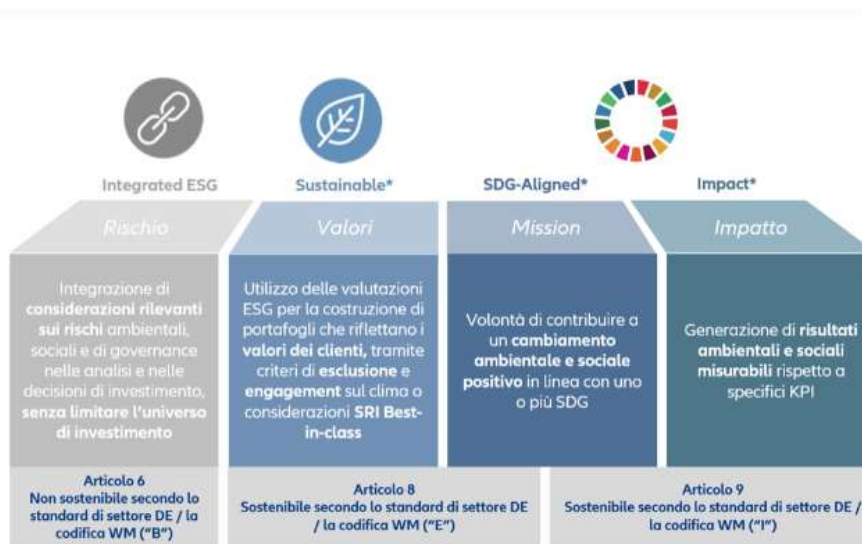 Integrated ESG
Sustainable*
SDG-Aligned*
Impact*
Rischio
Valori
Mission
Impatto
Integrazione di
considerazioni rilevanti
sui rischi ambientali,
sociali e di governance
nelle analisi e nelle
decisioni di investimento,
senza limitare l'universo
di investimento
Utilizzo delle valutazioni
ESG per la costruzione di
portafogli che riflettano i
valori dei clienti, tramite
criteri di esclusione e
engagement sul clima o
considerazioni SRI Best-
in-class
Volontà di contribuire a
un cambiamento
ambientale e sociale
positivo in linea con uno
o più SDG
Generazione di risultati
ambientali e sociali
misurabili rispetto a
specifici KPI
Articolo 6
Non sostenibile secondo lo
standard di settore DE / la
codifica WM ("B")
Articolo 8
Sostenibile secondo lo standard di settore DE
/ la codifica WM ("E")
Articolo 9
Sostenibile secondo lo standard di settore DE /
la codifica WM ("I")